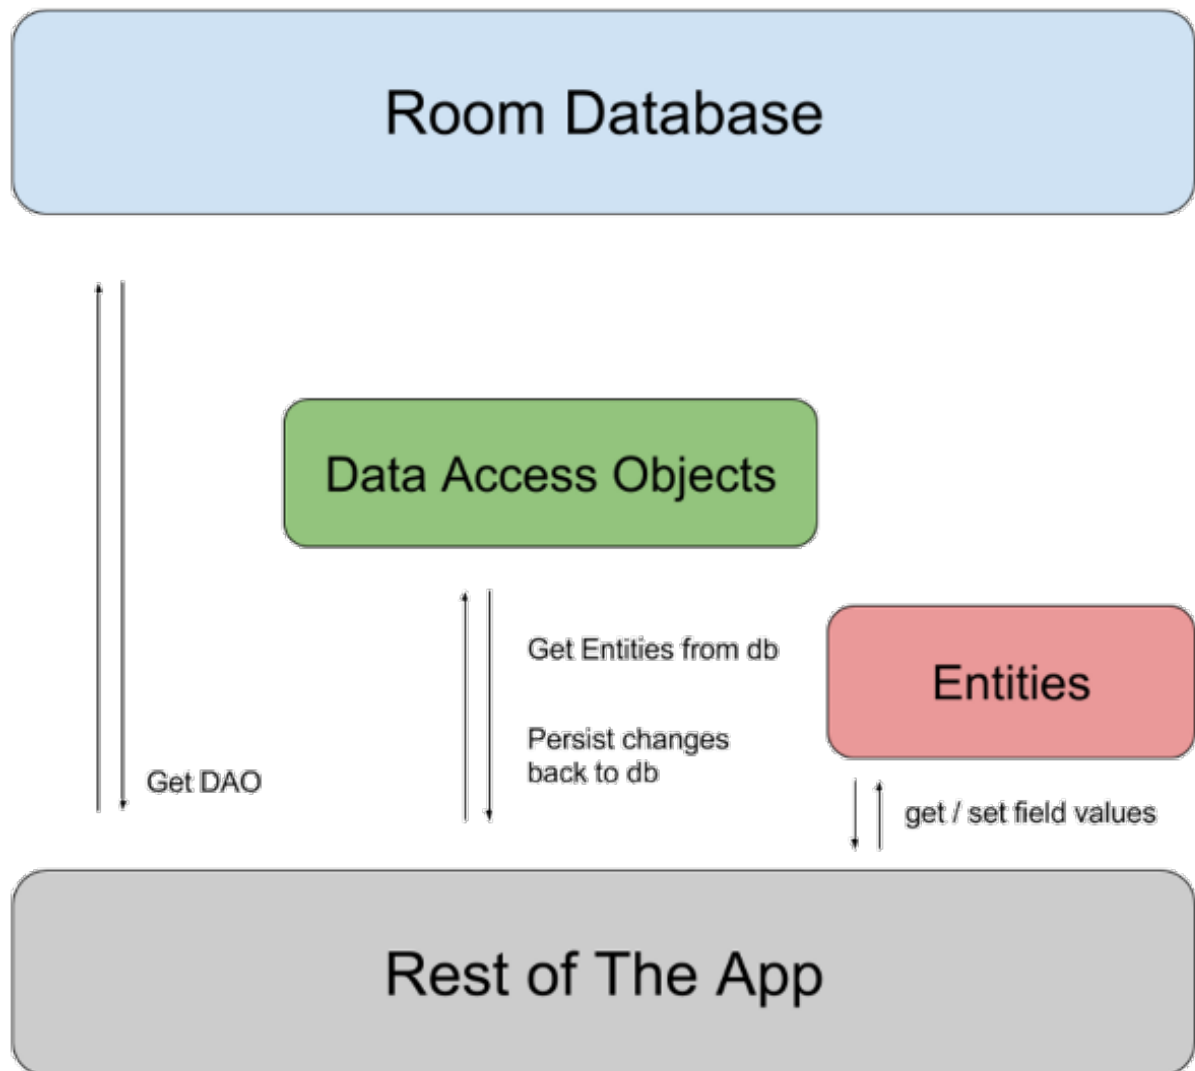 Room Database
Data Access Objects
Get Entities from db
Entities
Persist changes
back to db
Get DAO
get / set field values
Rest of The App